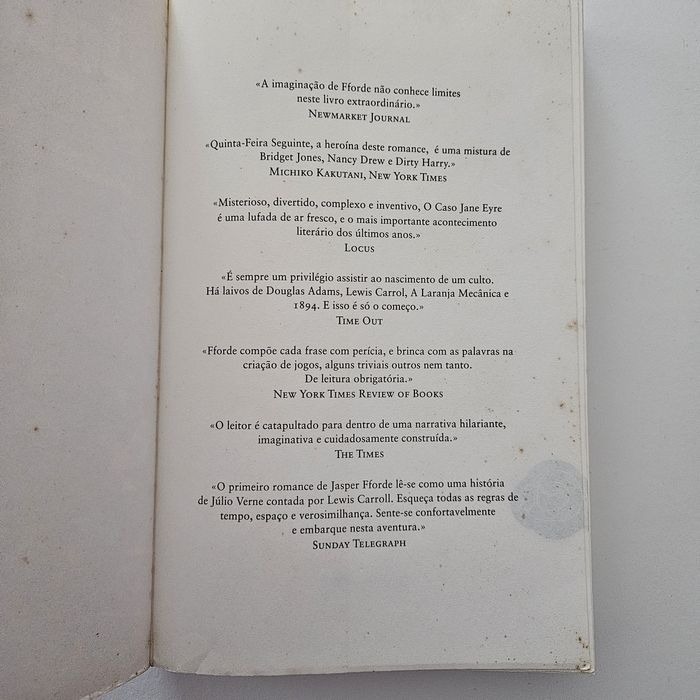 «A imaginação de Fforde não conhece limites
neste livro extraordinário.»
Newmarket Journal
«Quinta-Feira Seguinte, a heroína deste romance, é uma mistura de
Bridget Jones, Nancy Drew e Dirty Harry.»
Michiko Kakutani, New York Times
«Misterioso, divertido, complexo e inventivo, O Caso Jane Eyre
é uma lufada de ar fresco, e o mais importante acontecimento
literário dos últimos anos.»
Locus
«É sempre um privilégio assistir ao nascimento de um culto.
Há laivos de Douglas Adams, Lewis Carrol, A Laranja Mecânica e
1894. E isso é só o começo.»
Time Out
«Fforde compõe cada frase com perícia, e brinca com as palavras na
criação de jogos, alguns triviais outros nem tanto.
De leitura obrigatória.»
New York Times Review of Books
«O leitor é catapultado para dentro de uma narrativa hilariante,
imaginativa e cuidadosamente construída.»
The Times
«O primeiro romance de Jasper Fforde lê-se como uma história
de Júlio Verne contada por Lewis Carroll. Esqueça todas as regras de
tempo, espaço e verosimilhança. Sente-se confortavelmente
e embarque nesta aventura.»
Sunday Telegraph